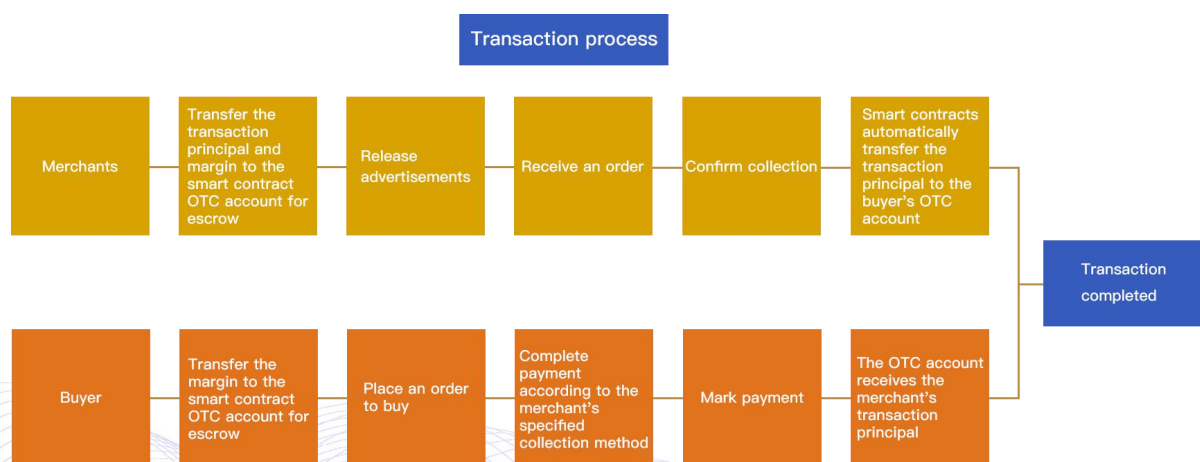 Transaction process
Merchants
Transfer the
transaction
principal and
margin to the
smart contract
OTC account for
escrow
Release
advertisements
Receive an order
Confirm collection
Smart contracts
automatically
transfer the
transaction
principal to the
buyer's OTC
account
Transaction
completed
Buyer
Transfer the
margin to the
smart contract
OTC account for
escrow
Place an order
to buy
Complete
payment
according to the
merchant's
specified
collection method
Mark payment
The OTC account
receives the
merchant's
transaction
principal